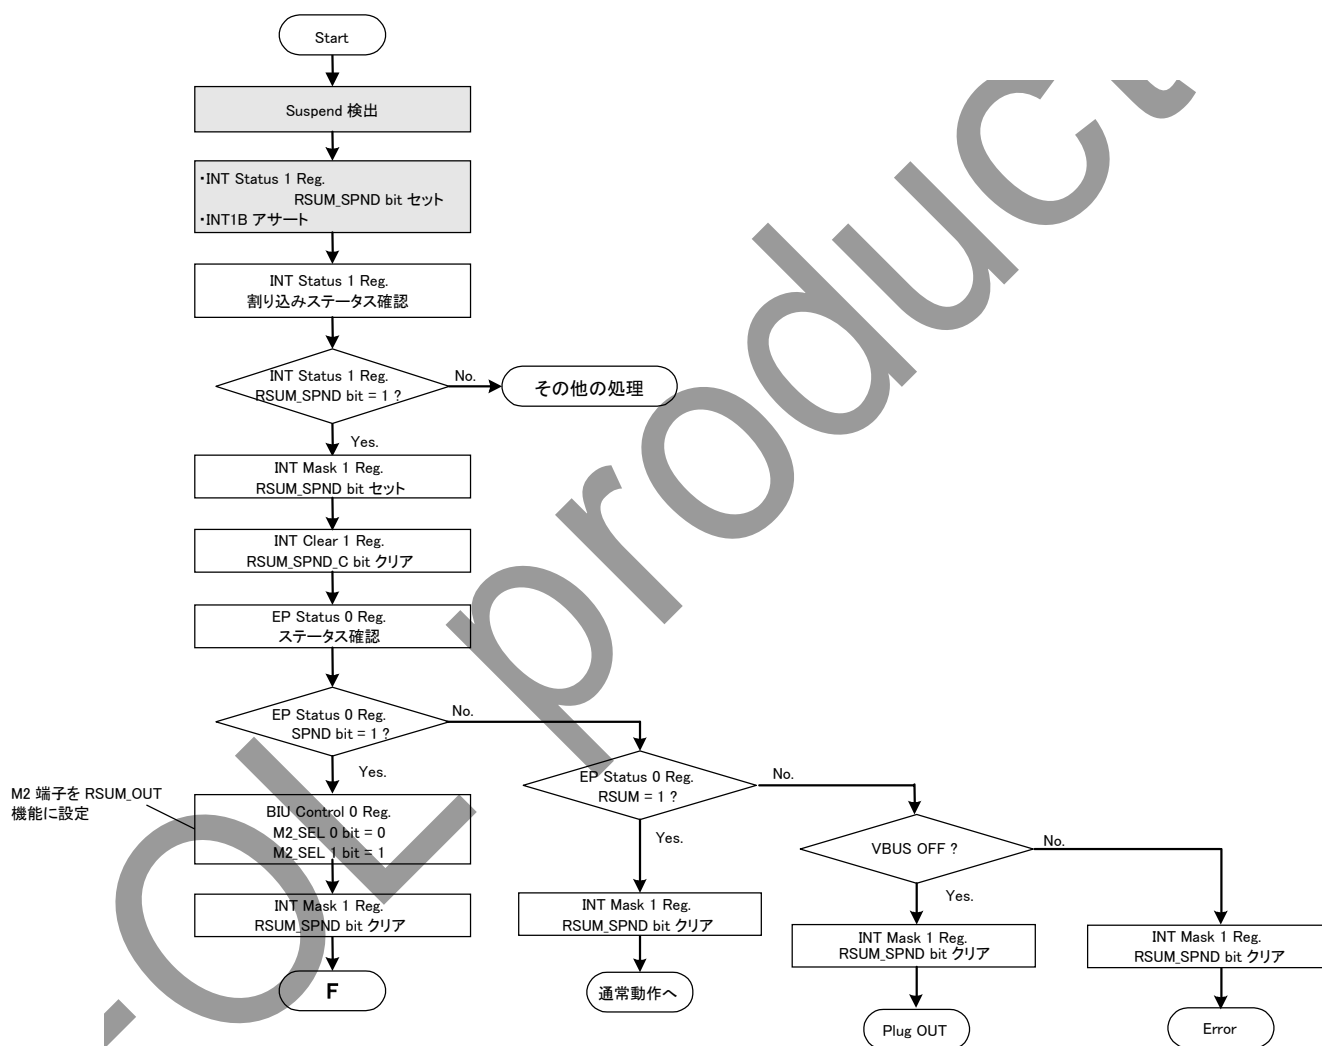 Start
Suspend 検出
・INT Status 1 Reg.
RSUM_SPND bit セット
・INT1B アサート
INT Status 1 Reg.
割り込みステータス確認
INT Status 1 Reg.
RSUM_SPND bit = 1 ?
No.
その他の処理
Yes.
INT Mask 1 Reg.
RSUM_SPND bit セット
INT Clear 1 Reg.
RSUM_SPND_C bit クリア
EP Status 0 Reg.
ステータス確認
EP Status 0 Reg.
SPND bit = 1 ?
No.
Yes.
EP Status 0 Reg.
RSUM = 1 ?
No.
Yes.
VBUS OFF ?
No.
Yes.
M2 端子を RSUM_OUT
機能に設定
BIU Control 0 Reg.
M2_SEL 0 bit = 0
M2_SEL 1 bit = 1
INT Mask 1 Reg.
RSUM_SPND bit クリア
INT Mask 1 Reg.
RSUM_SPND bit クリア
INT Mask 1 Reg.
RSUM_SPND bit クリア
INT Mask 1 Reg.
RSUM_SPND bit クリア
F
通常動作へ
Plug OUT
Error
OL product